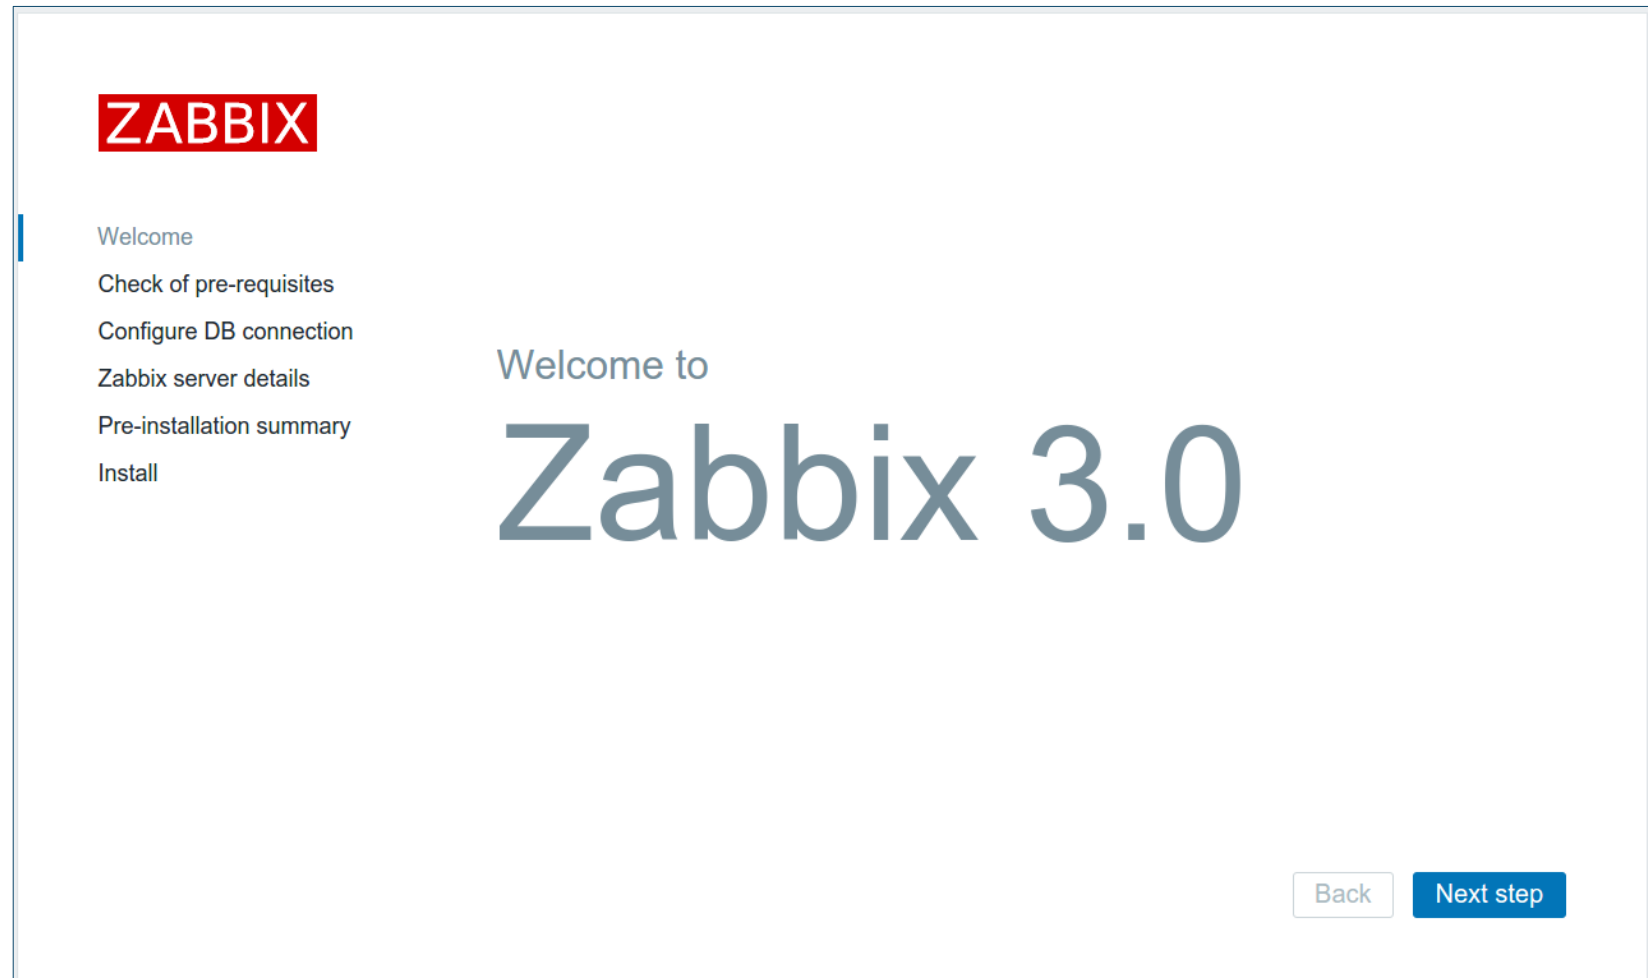 ZABBIX
Welcome
Check of pre-requisites
Configure DB connection
Zabbix server details
Pre-installation summary
Install
Welcome to
Zabbix 3.0
Back
Next step